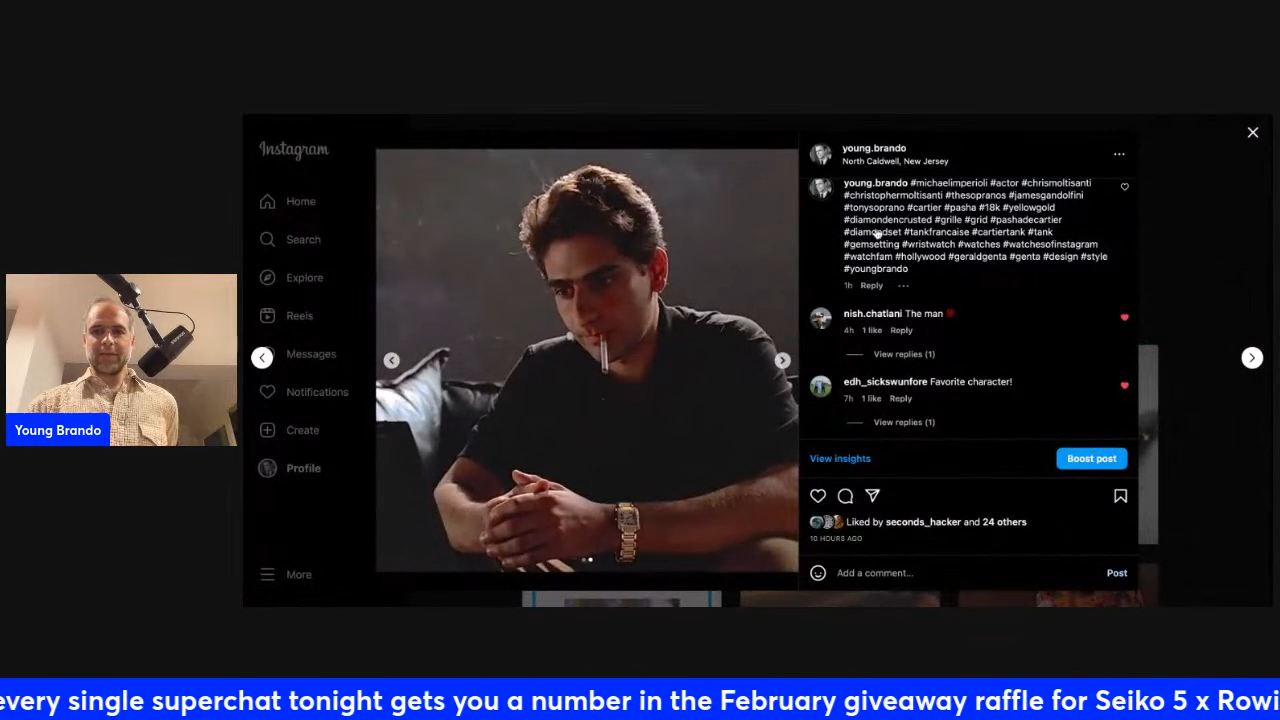 Instagram
Home
Search
Explore
Reels
Messages
Notifications
Create
Profile
More
Young Brando
young.brando
North Caldwell, New Jersey
young.brando #michaelimperioli #actor #chrismoltisanti
#christophermoltisanti #thesopranos #jamesgandolfini
#tonysoprano #cartier #pasha #18k #yellowgold
#diamondencrusted #grille #grid #pashadecartier
#diamondset #tankfrancaise #cartiertank #tank
#gemsetting #wristwatch #watches #watchesofinstagram
#watchfam #hollywood #geraldgenta #genta #design #style
#youngbrando
1h Reply ...
nish.chatlani The man
4h 1 like Reply
View replies (1)
edh_sickswunfore Favorite character!
7h 1 like Reply
View replies (1)
View insights
Boost post
Liked by seconds_hacker and 24 others
10 HOURS AGO
Add a comment...
Post
every single superchat tonight gets you a number in the February giveaway raffle for Seiko 5 x Rowi